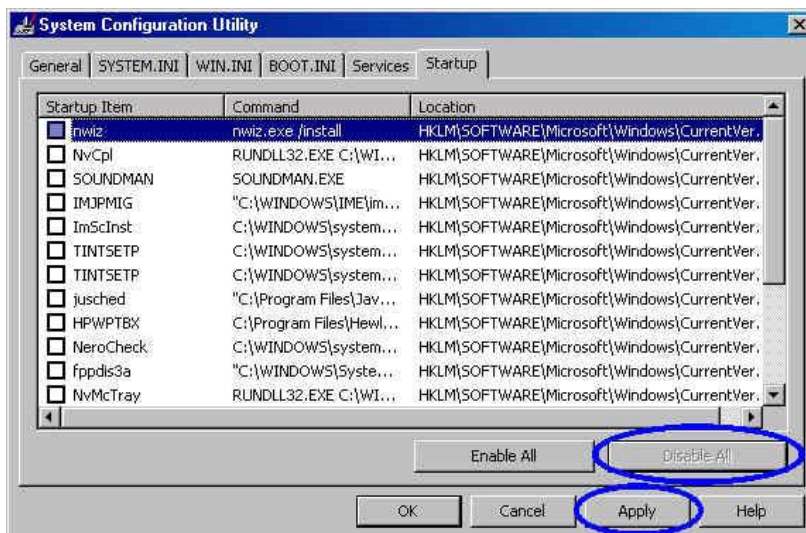 System Configuration Utility
General SYSTEM.INI WIN.INI BOOT.INI Services Startup
Startup Item Command Location
nwiz nwiz.exe /install HKLM\SOFTWARE\Microsoft\Windows\CurrentVer.
NvCpl RUNDLL32.EXE C:\WI... HKLM\SOFTWARE\Microsoft\Windows\CurrentVer.
SOUNDMAN SOUNDMAN.EXE HKLM\SOFTWARE\Microsoft\Windows\CurrentVer.
IMJPMIG "C:\WINDOWS\IME\im... HKLM\SOFTWARE\Microsoft\Windows\CurrentVer.
ImScInst C:\WINDOWS\system... HKLM\SOFTWARE\Microsoft\Windows\CurrentVer.
TINTSETP C:\WINDOWS\system... HKLM\SOFTWARE\Microsoft\Windows\CurrentVer.
TINTSETP C:\WINDOWS\system... HKLM\SOFTWARE\Microsoft\Windows\CurrentVer.
jusched "C:\Program Files\Jav... HKLM\SOFTWARE\Microsoft\Windows\CurrentVer.
HPWPTBX C:\Program Files\Hewl... HKLM\SOFTWARE\Microsoft\Windows\CurrentVer.
NeroCheck C:\WINDOWS\system... HKLM\SOFTWARE\Microsoft\Windows\CurrentVer.
fppdis3a "C:\WINDOWS\Syste... HKLM\SOFTWARE\Microsoft\Windows\CurrentVer.
NvMcTray RUNDLL32.EXE C:\WI... HKLM\SOFTWARE\Microsoft\Windows\CurrentVer.
Enable All Disable All
OK Cancel Apply Help